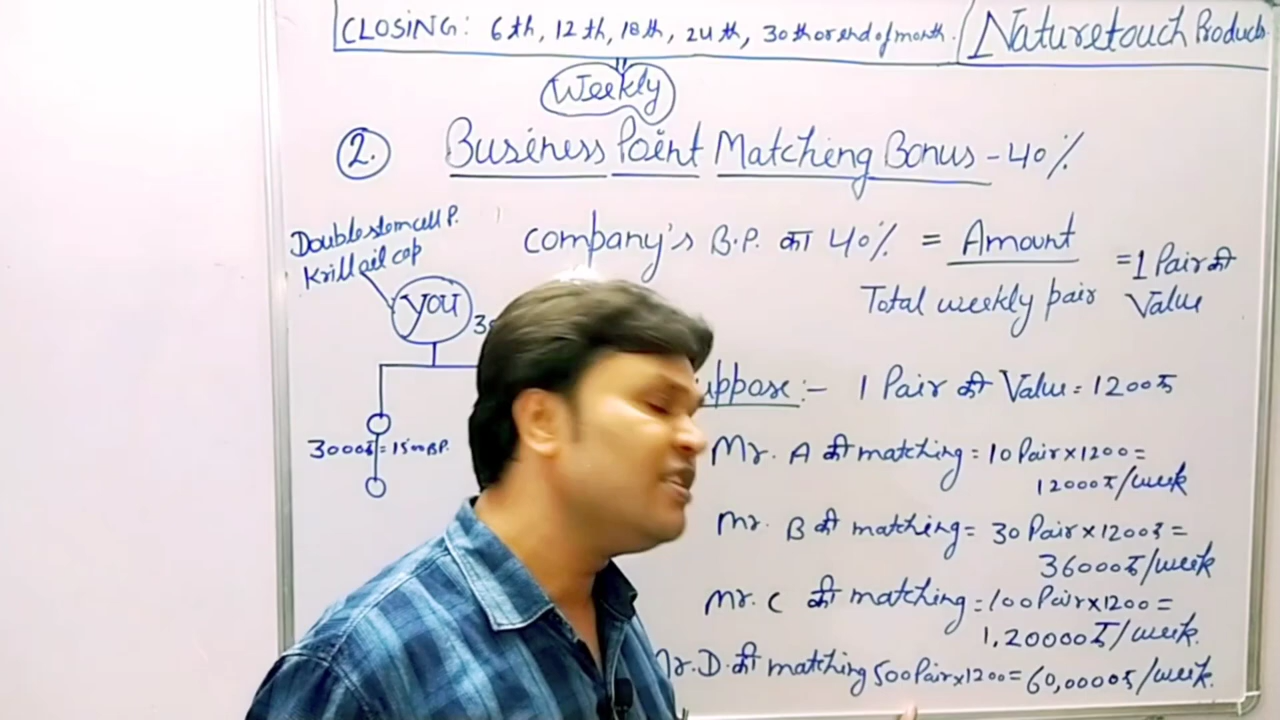 CLOSING: 6th, 12th, 18th, 24th, 30th or end of month.
Naturetouch Products.
Weekly
2. Business Point Matching Bonus - 40%
Double stem cell P.
Krill oil cap
YOU
company's B.P. का 40% = Amount
Total weekly pair
= 1 Pair की
Value
3000₹ = 1500 BP.
uppose :- 1 Pair की Value = 1200₹
Mr. A की matching = 10 Pair x 1200 =
12000₹/week
Mr. B की matching = 30 Pair x 1200₹ =
36000₹/week
Mr. C की matching = 100 Pair x 1200 =
1,20000₹/week.
Mr. D. की matching 500 Pair x 1200 = 60,0000₹/week.